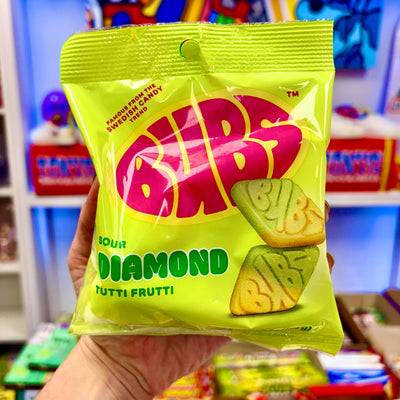 FAMOUS FROM THE
SWEDISH CANDY
TREND
BUBS
™
SOUR
DIAMOND
TUTTI FRUTTI
BUBS
BUBS